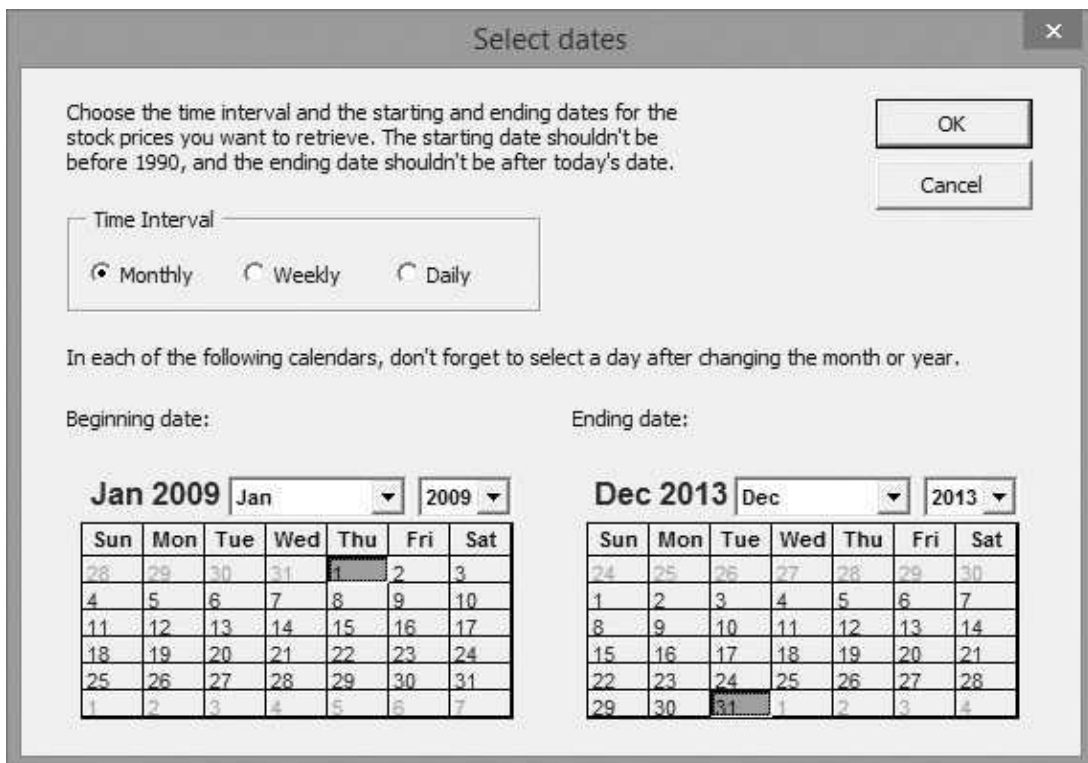 Select dates
×
Choose the time interval and the starting and ending dates for the
stock prices you want to retrieve. The starting date shouldn't be
before 1990, and the ending date shouldn't be after today's date.
OK
Cancel
Time Interval
Monthly Weekly Daily
In each of the following calendars, don't forget to select a day after changing the month or year.
Beginning date:
Jan 2009 Jan 2009
Sun Mon Tue Wed Thu Fri Sat
28 29 30 31 1 2 3
4 5 6 7 8 9 10
11 12 13 14 15 16 17
18 19 20 21 22 23 24
25 26 27 28 29 30 31
1 2 3 4 5 6 7
Ending date:
Dec 2013 Dec 2013
Sun Mon Tue Wed Thu Fri Sat
24 25 26 27 28 29 30
1 2 3 4 5 6 7
8 9 10 11 12 13 14
15 16 17 18 19 20 21
22 23 24 25 26 27 28
29 30 31 1 2 3 4